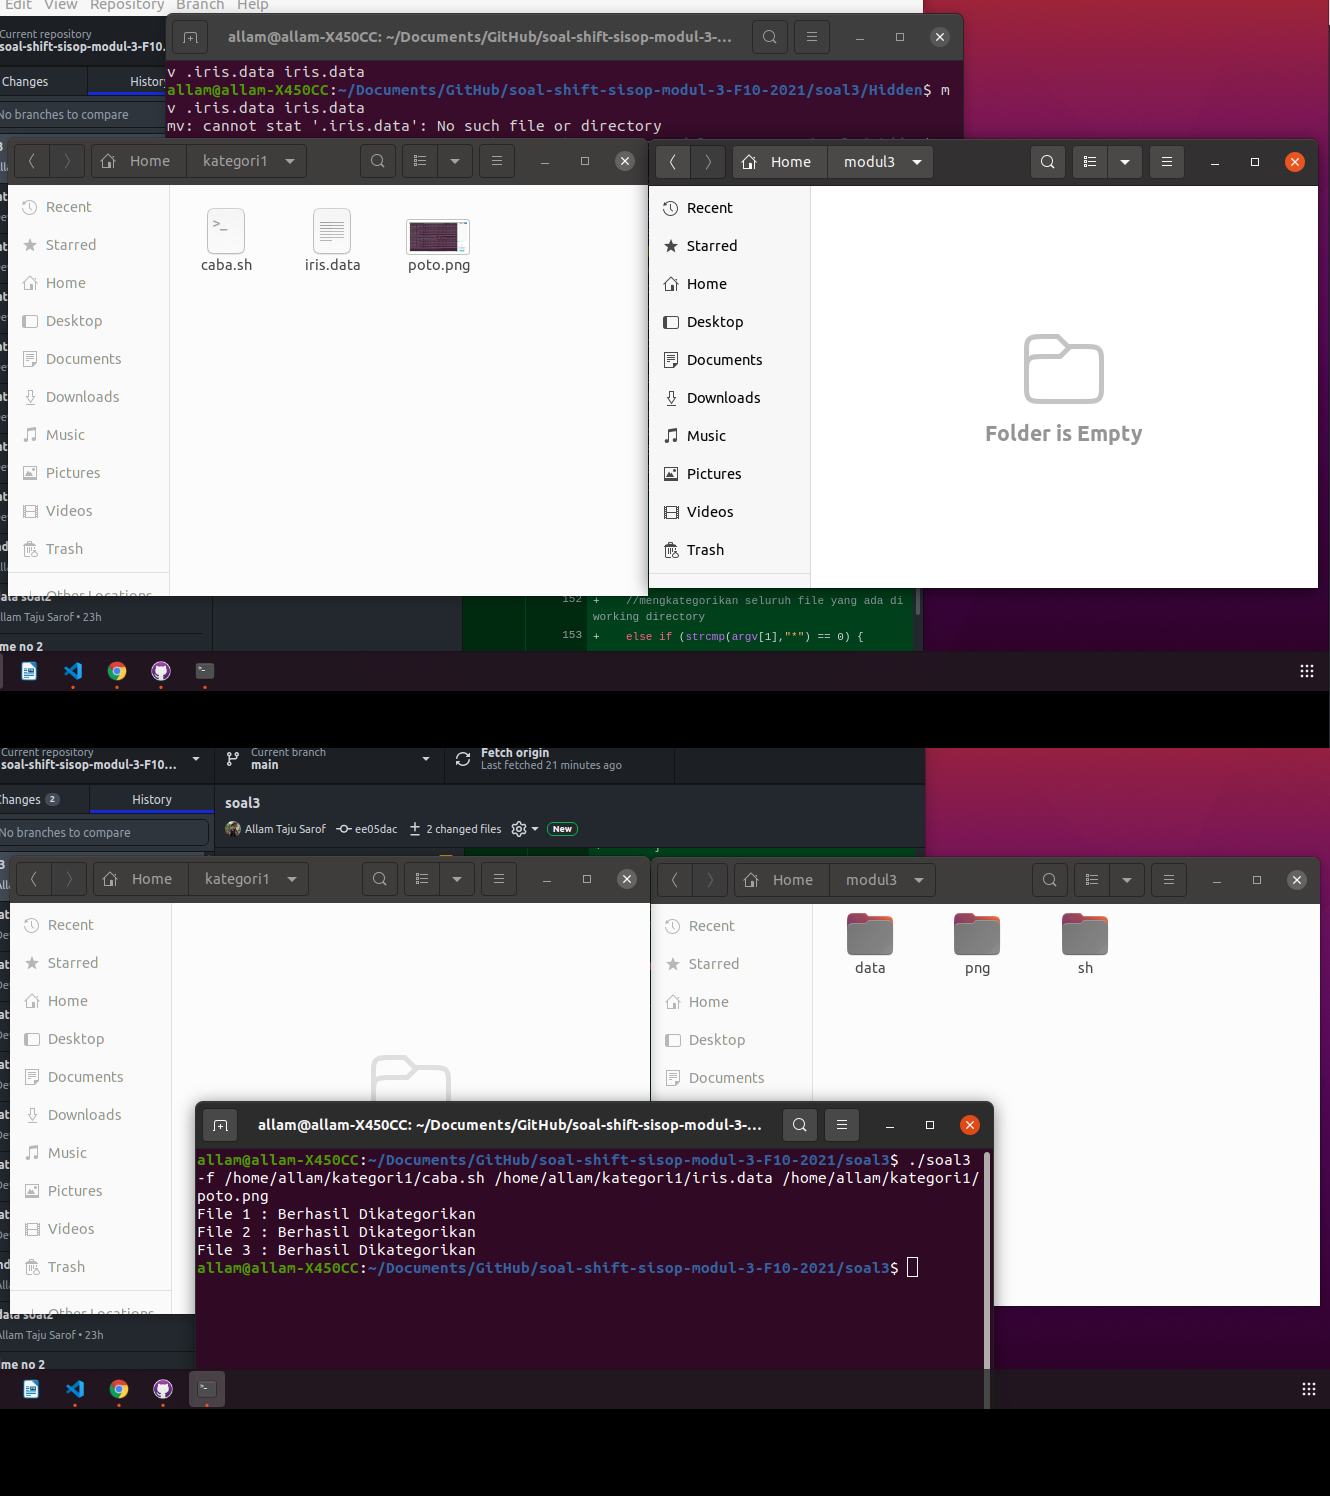 Edit View Repository Branch Help
Current repository
soal-shift-sisop-modul-3-F10...
Changes
History
No branches to compare
allam@allam-X450CC: ~/Documents/GitHub/soal-shift-sisop-modul-3-...
v .iris.data iris.data
allam@allam-X450CC:~/Documents/GitHub/soal-shift-sisop-modul-3-F10-2021/soal3/Hidden$ m
v .iris.data iris.data
mv: cannot stat '.iris.data': No such file or directory
Home kategori1
Recent
Starred
Home
Desktop
Documents
Downloads
Music
Pictures
Videos
Trash
Other Locations
caba.sh
iris.data
poto.png
Home modul3
Recent
Starred
Home
Desktop
Documents
Downloads
Music
Pictures
Videos
Trash
Folder is Empty
soal2
Allam Taju Sarof • 23h
me no 2
152 + //mengkategorikan seluruh file yang ada di
working directory
153 + else if (strcmp(argv[1],"*") == 0) {
Current repository
soal-shift-sisop-modul-3-F10...
Current branch
main
Fetch origin
Last fetched 21 minutes ago
Changes 2
History
No branches to compare
soal3
Allam Taju Sarof ee05dac 2 changed files New
Home kategori1
Recent
Starred
Home
Desktop
Documents
Downloads
Music
Pictures
Videos
Trash
Other Locations
Home modul3
Recent
Starred
Home
Desktop
Documents
data
png
sh
allam@allam-X450CC: ~/Documents/GitHub/soal-shift-sisop-modul-3-...
allam@allam-X450CC:~/Documents/GitHub/soal-shift-sisop-modul-3-F10-2021/soal3$ ./soal3
-f /home/allam/kategori1/caba.sh /home/allam/kategori1/iris.data /home/allam/kategori1/
poto.png
File 1 : Berhasil Dikategorikan
File 2 : Berhasil Dikategorikan
File 3 : Berhasil Dikategorikan
allam@allam-X450CC:~/Documents/GitHub/soal-shift-sisop-modul-3-F10-2021/soal3$
soal2
Allam Taju Sarof • 23h
me no 2